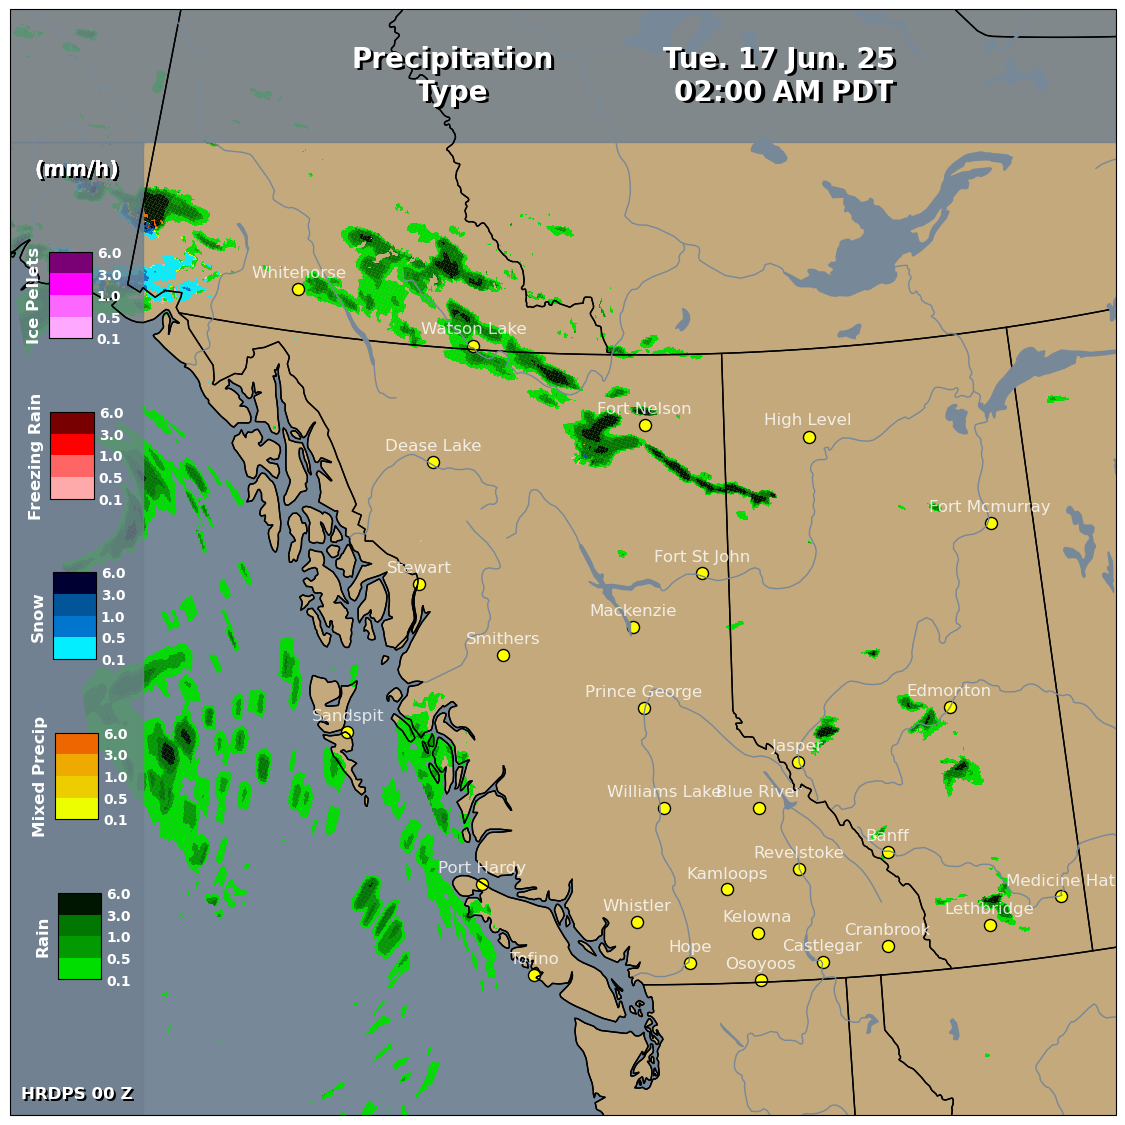 Precipitation
Type
Tue. 17 Jun. 25
02:00 AM PDT
(mm/h)
Ice Pellets
6.0
3.0
1.0
0.5
0.1
Freezing Rain
6.0
3.0
1.0
0.5
0.1
Snow
6.0
3.0
1.0
0.5
0.1
Mixed Precip
6.0
3.0
1.0
0.5
0.1
Rain
6.0
3.0
1.0
0.5
0.1
HRDPS 00 Z
Whitehorse
Watson Lake
Fort Nelson
High Level
Dease Lake
Fort Mcmurray
Fort St John
Stewart
Mackenzie
Smithers
Prince George
Edmonton
Sandspit
Jasper
Williams Lake
Blue River
Banff
Revelstoke
Port Hardy
Kamloops
Medicine Hat
Whistler
Kelowna
Lethbridge
Cranbrook
Hope
Castlegar
Tofino
Osoyoos